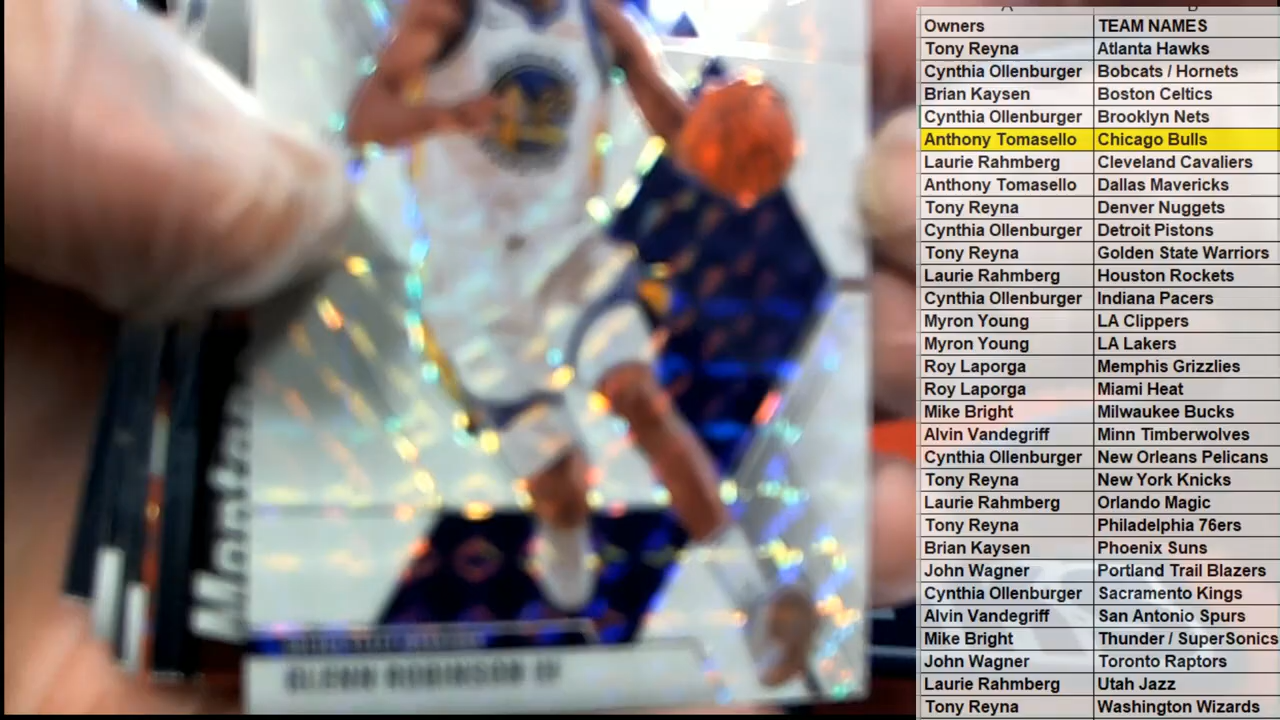 Owners TEAM NAMES
Tony Reyna Atlanta Hawks
Cynthia Ollenburger Bobcats / Hornets
Brian Kaysen Boston Celtics
Cynthia Ollenburger Brooklyn Nets
Anthony Tomasello Chicago Bulls
Laurie Rahmberg Cleveland Cavaliers
Anthony Tomasello Dallas Mavericks
Tony Reyna Denver Nuggets
Cynthia Ollenburger Detroit Pistons
Tony Reyna Golden State Warriors
Laurie Rahmberg Houston Rockets
Cynthia Ollenburger Indiana Pacers
Myron Young LA Clippers
Myron Young LA Lakers
Roy Laporga Memphis Grizzlies
Roy Laporga Miami Heat
Mike Bright Milwaukee Bucks
Alvin Vandegriff Minn Timberwolves
Cynthia Ollenburger New Orleans Pelicans
Tony Reyna New York Knicks
Laurie Rahmberg Orlando Magic
Tony Reyna Philadelphia 76ers
Brian Kaysen Phoenix Suns
John Wagner Portland Trail Blazers
Cynthia Ollenburger Sacramento Kings
Alvin Vandegriff San Antonio Spurs
Mike Bright Thunder / SuperSonics
John Wagner Toronto Raptors
Laurie Rahmberg Utah Jazz
Tony Reyna Washington Wizards
GLENN ROBINSON III